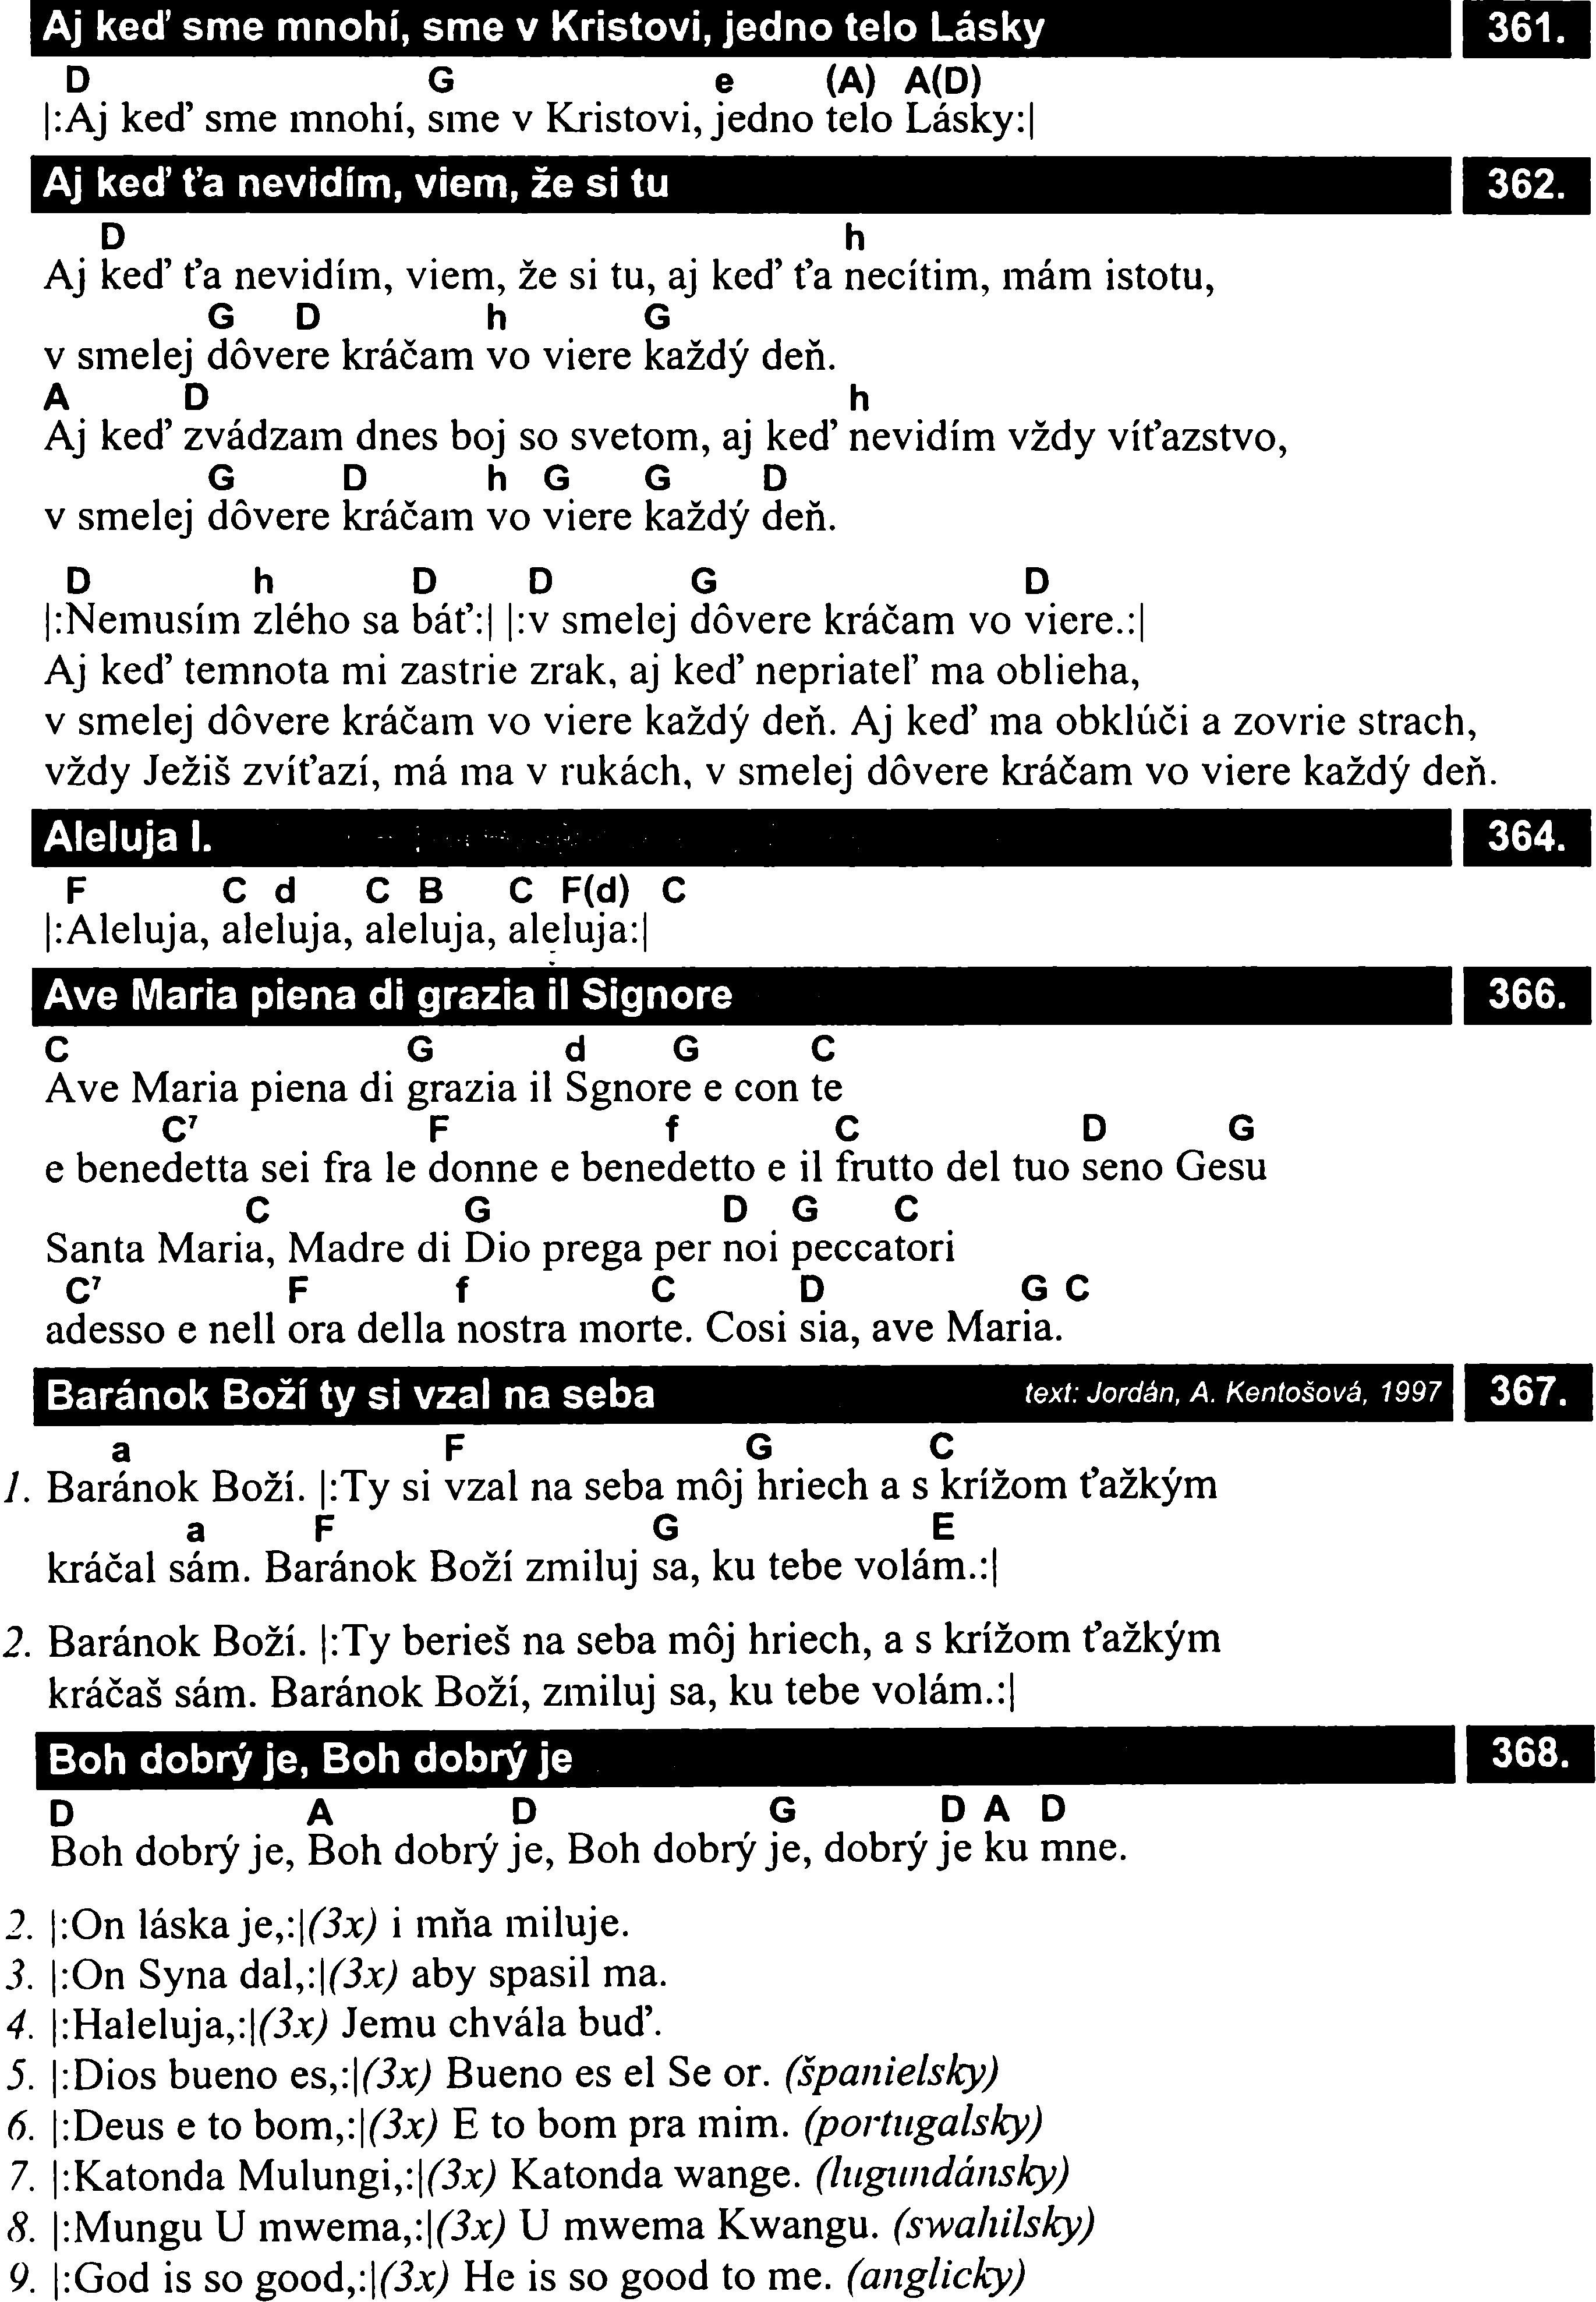 Aj keď sme mnohí, sme v Kristovi, jedno telo Lásky 361.
D G e (A) A(D)
|:Aj keď sme mnohí, sme v Kristovi, jedno telo Lásky:|
Aj keď ťa nevidím, viem, že si tu 362.
D h
Aj keď ťa nevidím, viem, že si tu, aj keď ťa necítim, mám istotu,
G D h G
v smelej dôvere kráčam vo viere každý deň.
A D h
Aj keď zvádzam dnes boj so svetom, aj keď nevidím vždy víťazstvo,
G D h G G D
v smelej dôvere kráčam vo viere každý deň.
D h D D G D
|:Nemusím zlého sa báť:| |:v smelej dôvere kráčam vo viere.:|
Aj keď temnota mi zastrie zrak, aj keď nepriateľ ma oblieha,
v smelej dôvere kráčam vo viere každý deň. Aj keď ma obklúči a zovrie strach,
vždy Ježiš zvíťazí, má ma v rukách, v smelej dôvere kráčam vo viere každý deň.
Aleluja I. 364.
F C d C B C F(d) C
|:Aleluja, aleluja, aleluja, aleluja:|
Ave Maria piena di grazia il Signore 366.
C G d G C
Ave Maria piena di grazia il Sgnore e con te
C⁷ F f C D G
e benedetta sei fra le donne e benedetto e il frutto del tuo seno Gesu
C G D G C
Santa Maria, Madre di Dio prega per noi peccatori
C⁷ F f C D G C
adesso e nell ora della nostra morte. Cosi sia, ave Maria.
Baránok Boží ty si vzal na seba text: Jordán, A. Kentošová, 1997 367.
a F G C
1. Baránok Boží. |:Ty si vzal na seba môj hriech a s krížom ťažkým
a F G E
kráčal sám. Baránok Boží zmiluj sa, ku tebe volám.:|
2. Baránok Boží. |:Ty berieš na seba môj hriech, a s krížom ťažkým
kráčaš sám. Baránok Boží, zmiluj sa, ku tebe volám.:|
Boh dobrý je, Boh dobrý je 368.
D A D G D A D
Boh dobrý je, Boh dobrý je, Boh dobrý je, dobrý je ku mne.
2. |:On láska je,:|(3x) i mňa miluje.
3. |:On Syna dal,:|(3x) aby spasil ma.
4. |:Haleluja,:|(3x) Jemu chvála buď.
5. |:Dios bueno es,:|(3x) Bueno es el Se or. (španielsky)
6. |:Deus e to bom,:|(3x) E to bom pra mim. (portugalsky)
7. |:Katonda Mulungi,:|(3x) Katonda wange. (lugundánsky)
8. |:Mungu U mwema,:|(3x) U mwema Kwangu. (swahilsky)
9. |:God is so good,:|(3x) He is so good to me. (anglicky)